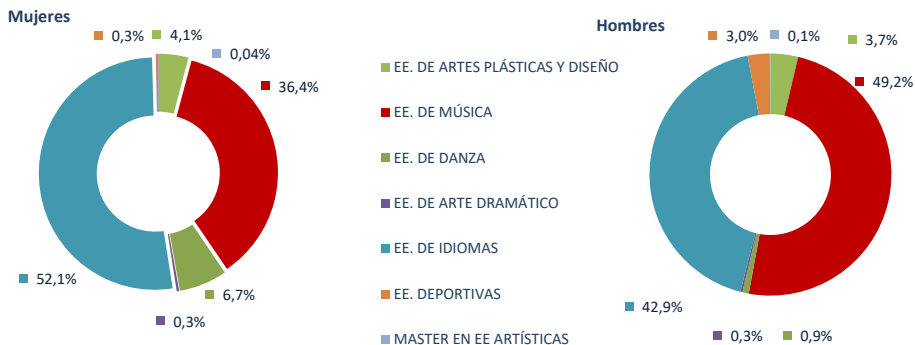 Mujeres
0,3%
4,1%
0,04%
36,4%
52,1%
6,7%
0,3%
EE. DE ARTES PLÁSTICAS Y DISEÑO
EE. DE MÚSICA
EE. DE DANZA
EE. DE ARTE DRAMÁTICO
EE. DE IDIOMAS
EE. DEPORTIVAS
MASTER EN EE ARTÍSTICAS
Hombres
3,0%
0,1%
3,7%
49,2%
42,9%
0,3%
0,9%